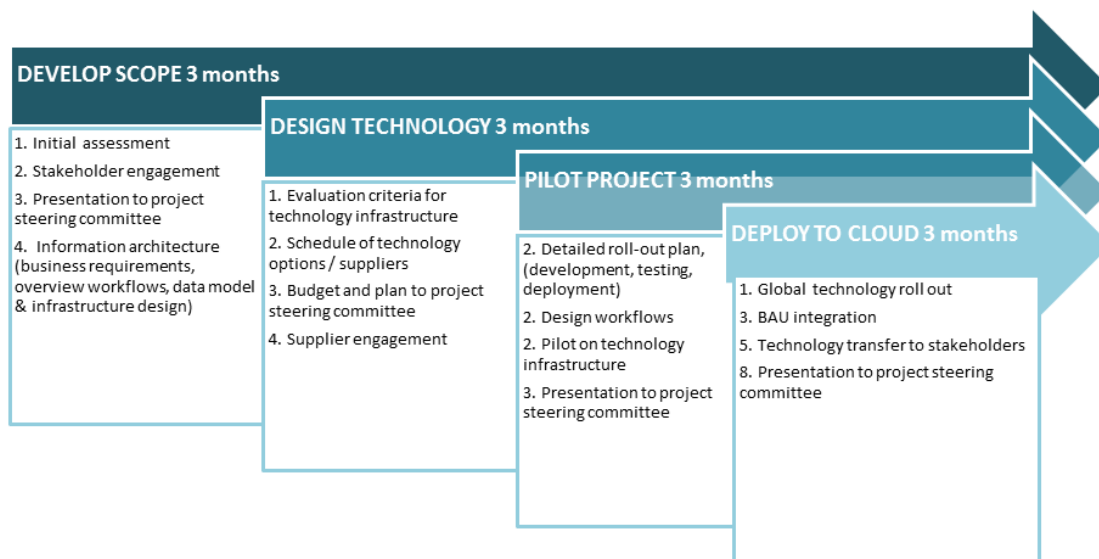 DEVELOP SCOPE 3 months
1. Initial assessment
2. Stakeholder engagement
3. Presentation to project
steering committee
4. Information architecture
(business requirements,
overview workflows, data model
& infrastructure design)
DESIGN TECHNOLOGY 3 months
1. Evaluation criteria for
technology infrastructure
2. Schedule of technology
options / suppliers
3. Budget and plan to project
steering committee
4. Supplier engagement
PILOT PROJECT 3 months
2. Detailed roll-out plan,
(development, testing,
deployment)
2. Design workflows
2. Pilot on technology
infrastructure
3. Presentation to project
steering committee
DEPLOY TO CLOUD 3 months
1. Global technology roll out
3. BAU integration
5. Technology transfer to stakeholders
8. Presentation to project steering
committee